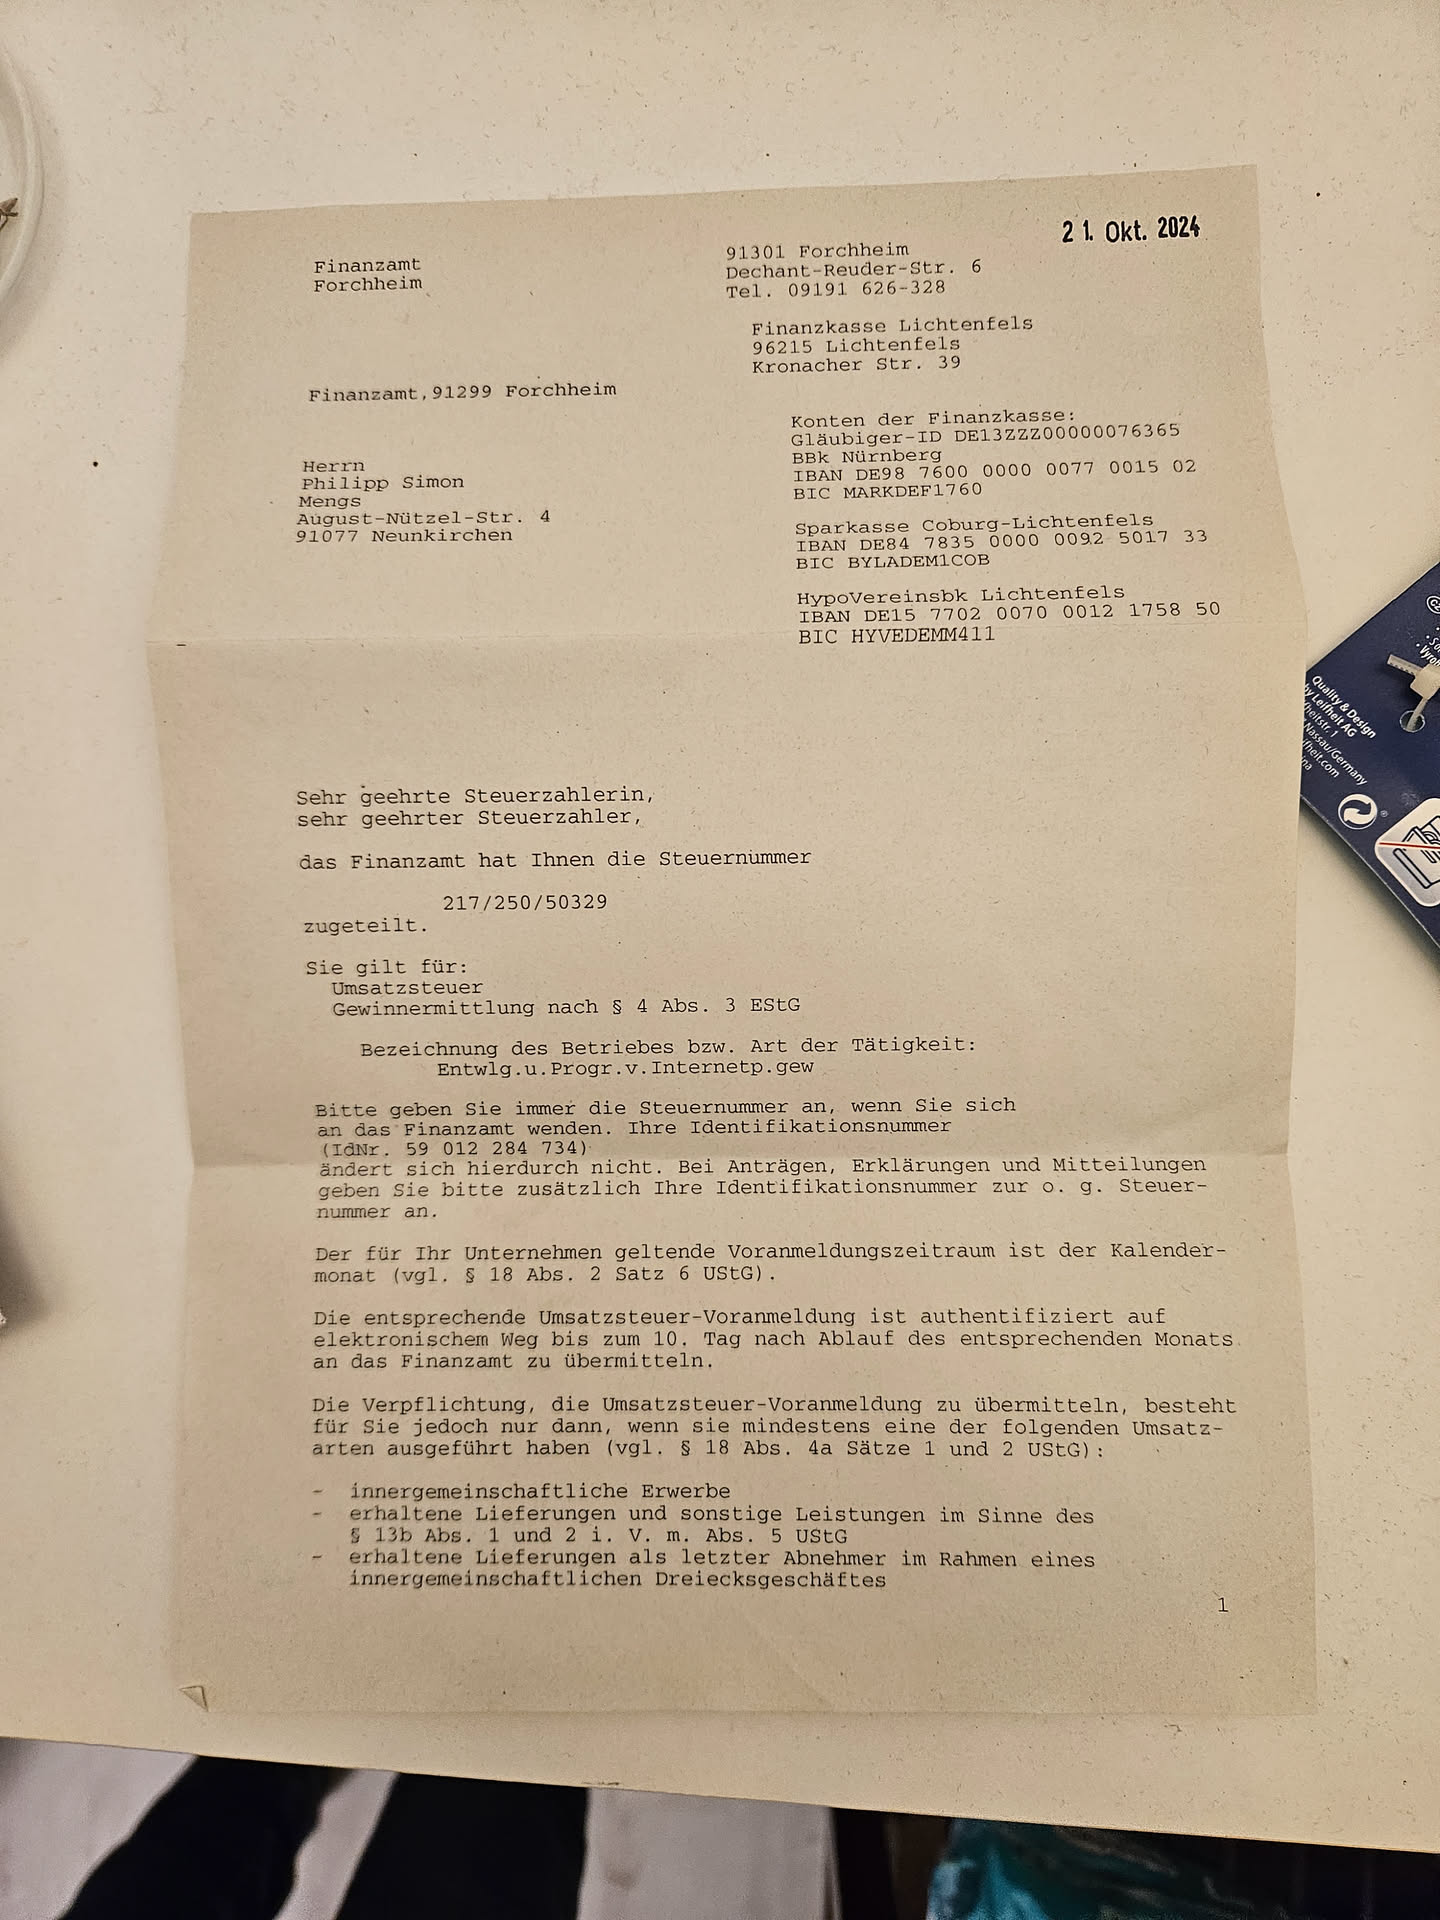 21. Okt. 2024
Finanzamt
Forchheim
91301 Forchheim
Dechant-Reuder-Str. 6
Tel. 09191 626-328
Finanzkasse Lichtenfels
96215 Lichtenfels
Kronacher Str. 39
Finanzamt,91299 Forchheim
Konten der Finanzkasse:
Gläubiger-ID DE13ZZZ00000076365
BBk Nürnberg
IBAN DE98 7600 0000 0077 0015 02
BIC MARKDEF1760
Herrn
Philipp Simon
Mengs
August-Nützel-Str. 4
91077 Neunkirchen
Sparkasse Coburg-Lichtenfels
IBAN DE84 7835 0000 0092 5017 33
BIC BYLADEM1COB
HypoVereinsbk Lichtenfels
IBAN DE15 7702 0070 0012 1758 50
BIC HYVEDEMM411
Sehr geehrte Steuerzahlerin,
sehr geehrter Steuerzahler,
das Finanzamt hat Ihnen die Steuernummer
217/250/50329
zugeteilt.
Sie gilt für:
Umsatzsteuer
Gewinnermittlung nach § 4 Abs. 3 EStG
Bezeichnung des Betriebes bzw. Art der Tätigkeit:
Entwlg.u.Progr.v.Internetp.gew
Bitte geben Sie immer die Steuernummer an, wenn Sie sich
an das Finanzamt wenden. Ihre Identifikationsnummer
(IdNr. 59 012 284 734)
ändert sich hierdurch nicht. Bei Anträgen, Erklärungen und Mitteilungen
geben Sie bitte zusätzlich Ihre Identifikationsnummer zur o. g. Steuer-
nummer an.
Der für Ihr Unternehmen geltende Voranmeldungszeitraum ist der Kalender-
monat (vgl. § 18 Abs. 2 Satz 6 UStG).
Die entsprechende Umsatzsteuer-Voranmeldung ist authentifiziert auf
elektronischem Weg bis zum 10. Tag nach Ablauf des entsprechenden Monats
an das Finanzamt zu übermitteln.
Die Verpflichtung, die Umsatzsteuer-Voranmeldung zu übermitteln, besteht
für Sie jedoch nur dann, wenn sie mindestens eine der folgenden Umsatz-
arten ausgeführt haben (vgl. § 18 Abs. 4a Sätze 1 und 2 UStG):
- innergemeinschaftliche Erwerbe
- erhaltene Lieferungen und sonstige Leistungen im Sinne des
§ 13b Abs. 1 und 2 i. V. m. Abs. 5 UStG
- erhaltene Lieferungen als letzter Abnehmer im Rahmen eines
innergemeinschaftlichen Dreiecksgeschäftes
1
Quality & Design
by Leifheit AG
Nassau/Germany